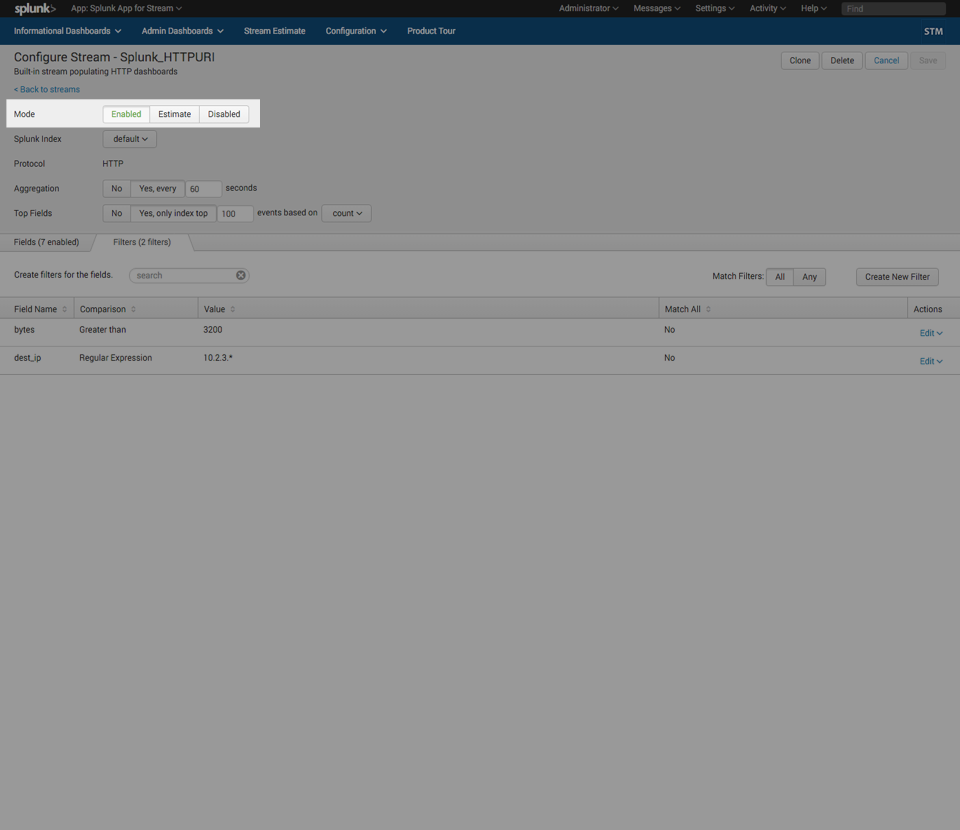 splunk> App: Splunk App for Stream Administrator Messages Settings Activity Help Find
Informational Dashboards Admin Dashboards Stream Estimate Configuration Product Tour STM
Configure Stream - Splunk_HTTPURI
Clone Delete Cancel Save
Built-in stream populating HTTP dashboards
< Back to streams
Mode Enabled Estimate Disabled
Splunk Index default
Protocol HTTP
Aggregation No Yes, every 60 seconds
Top Fields No Yes, only index top 100 events based on count
Fields (7 enabled) Filters (2 filters)
Create filters for the fields. search Match Filters: All Any Create New Filter
Field Name Comparison Value Match All Actions
bytes Greater than 3200 No Edit
dest_ip Regular Expression 10.2.3.* No Edit